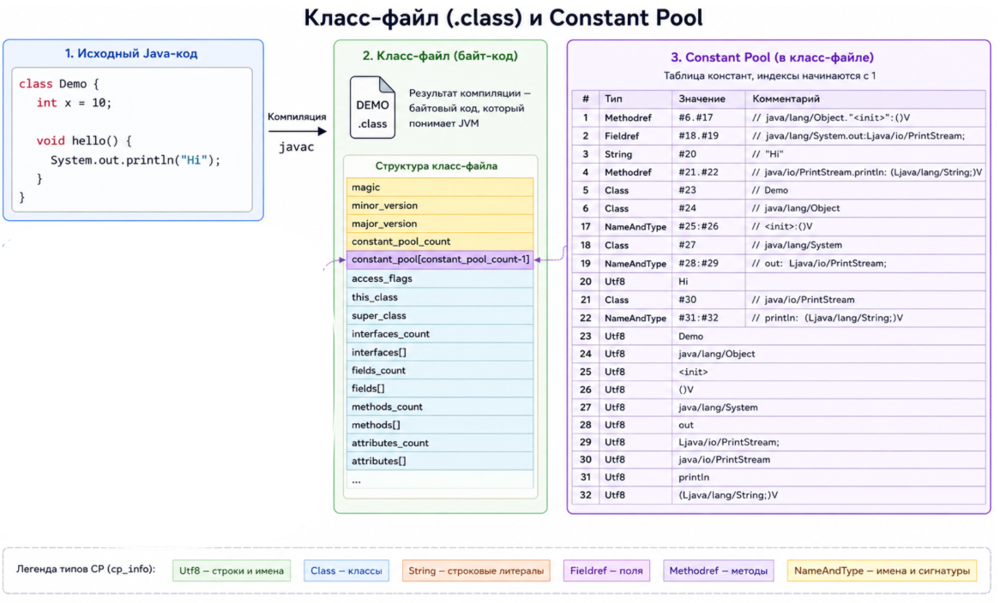 Класс-файл (.class) и Constant Pool
1. Исходный Java-код
class Demo {
int x = 10;
void hello() {
System.out.println("Hi");
}
}
Компиляция
javac
2. Класс-файл (байт-код)
DEMO
.class
Результат компиляции –
байтовый код, который
понимает JVM
Структура класс-файла
magic
minor_version
major_version
constant_pool_count
constant_pool[constant_pool_count-1]
access_flags
this_class
super_class
interfaces_count
interfaces[]
fields_count
fields[]
methods_count
methods[]
attributes_count
attributes[]
...
3. Constant Pool (в класс-файле)
Таблица констант, индексы начинаются с 1
# Тип Значение Комментарий
1 Methodref #6.#17 // java/lang/Object."<init>":()V
2 Fieldref #18.#19 // java/lang/System.out:Ljava/io/PrintStream;
3 String #20 // "Hi"
4 Methodref #21.#22 // java/io/PrintStream.println: (Ljava/lang/String;)V
5 Class #23 // Demo
6 Class #24 // java/lang/Object
17 NameAndType #25:#26 // <init>:()V
18 Class #27 // java/lang/System
19 NameAndType #28:#29 // out: Ljava/io/PrintStream;
20 Utf8 Hi
21 Class #30 // java/io/PrintStream
22 NameAndType #31:#32 // println: (Ljava/lang/String;)V
23 Utf8 Demo
24 Utf8 java/lang/Object
25 Utf8 <init>
26 Utf8 ()V
27 Utf8 java/lang/System
28 Utf8 out
29 Utf8 Ljava/io/PrintStream;
30 Utf8 java/io/PrintStream
31 Utf8 println
32 Utf8 (Ljava/lang/String;)V
Легенда типов CP (cp_info): Utf8 – строки и имена Class – классы String – строковые литералы Fieldref – поля Methodref – методы NameAndType – имена и сигнатуры